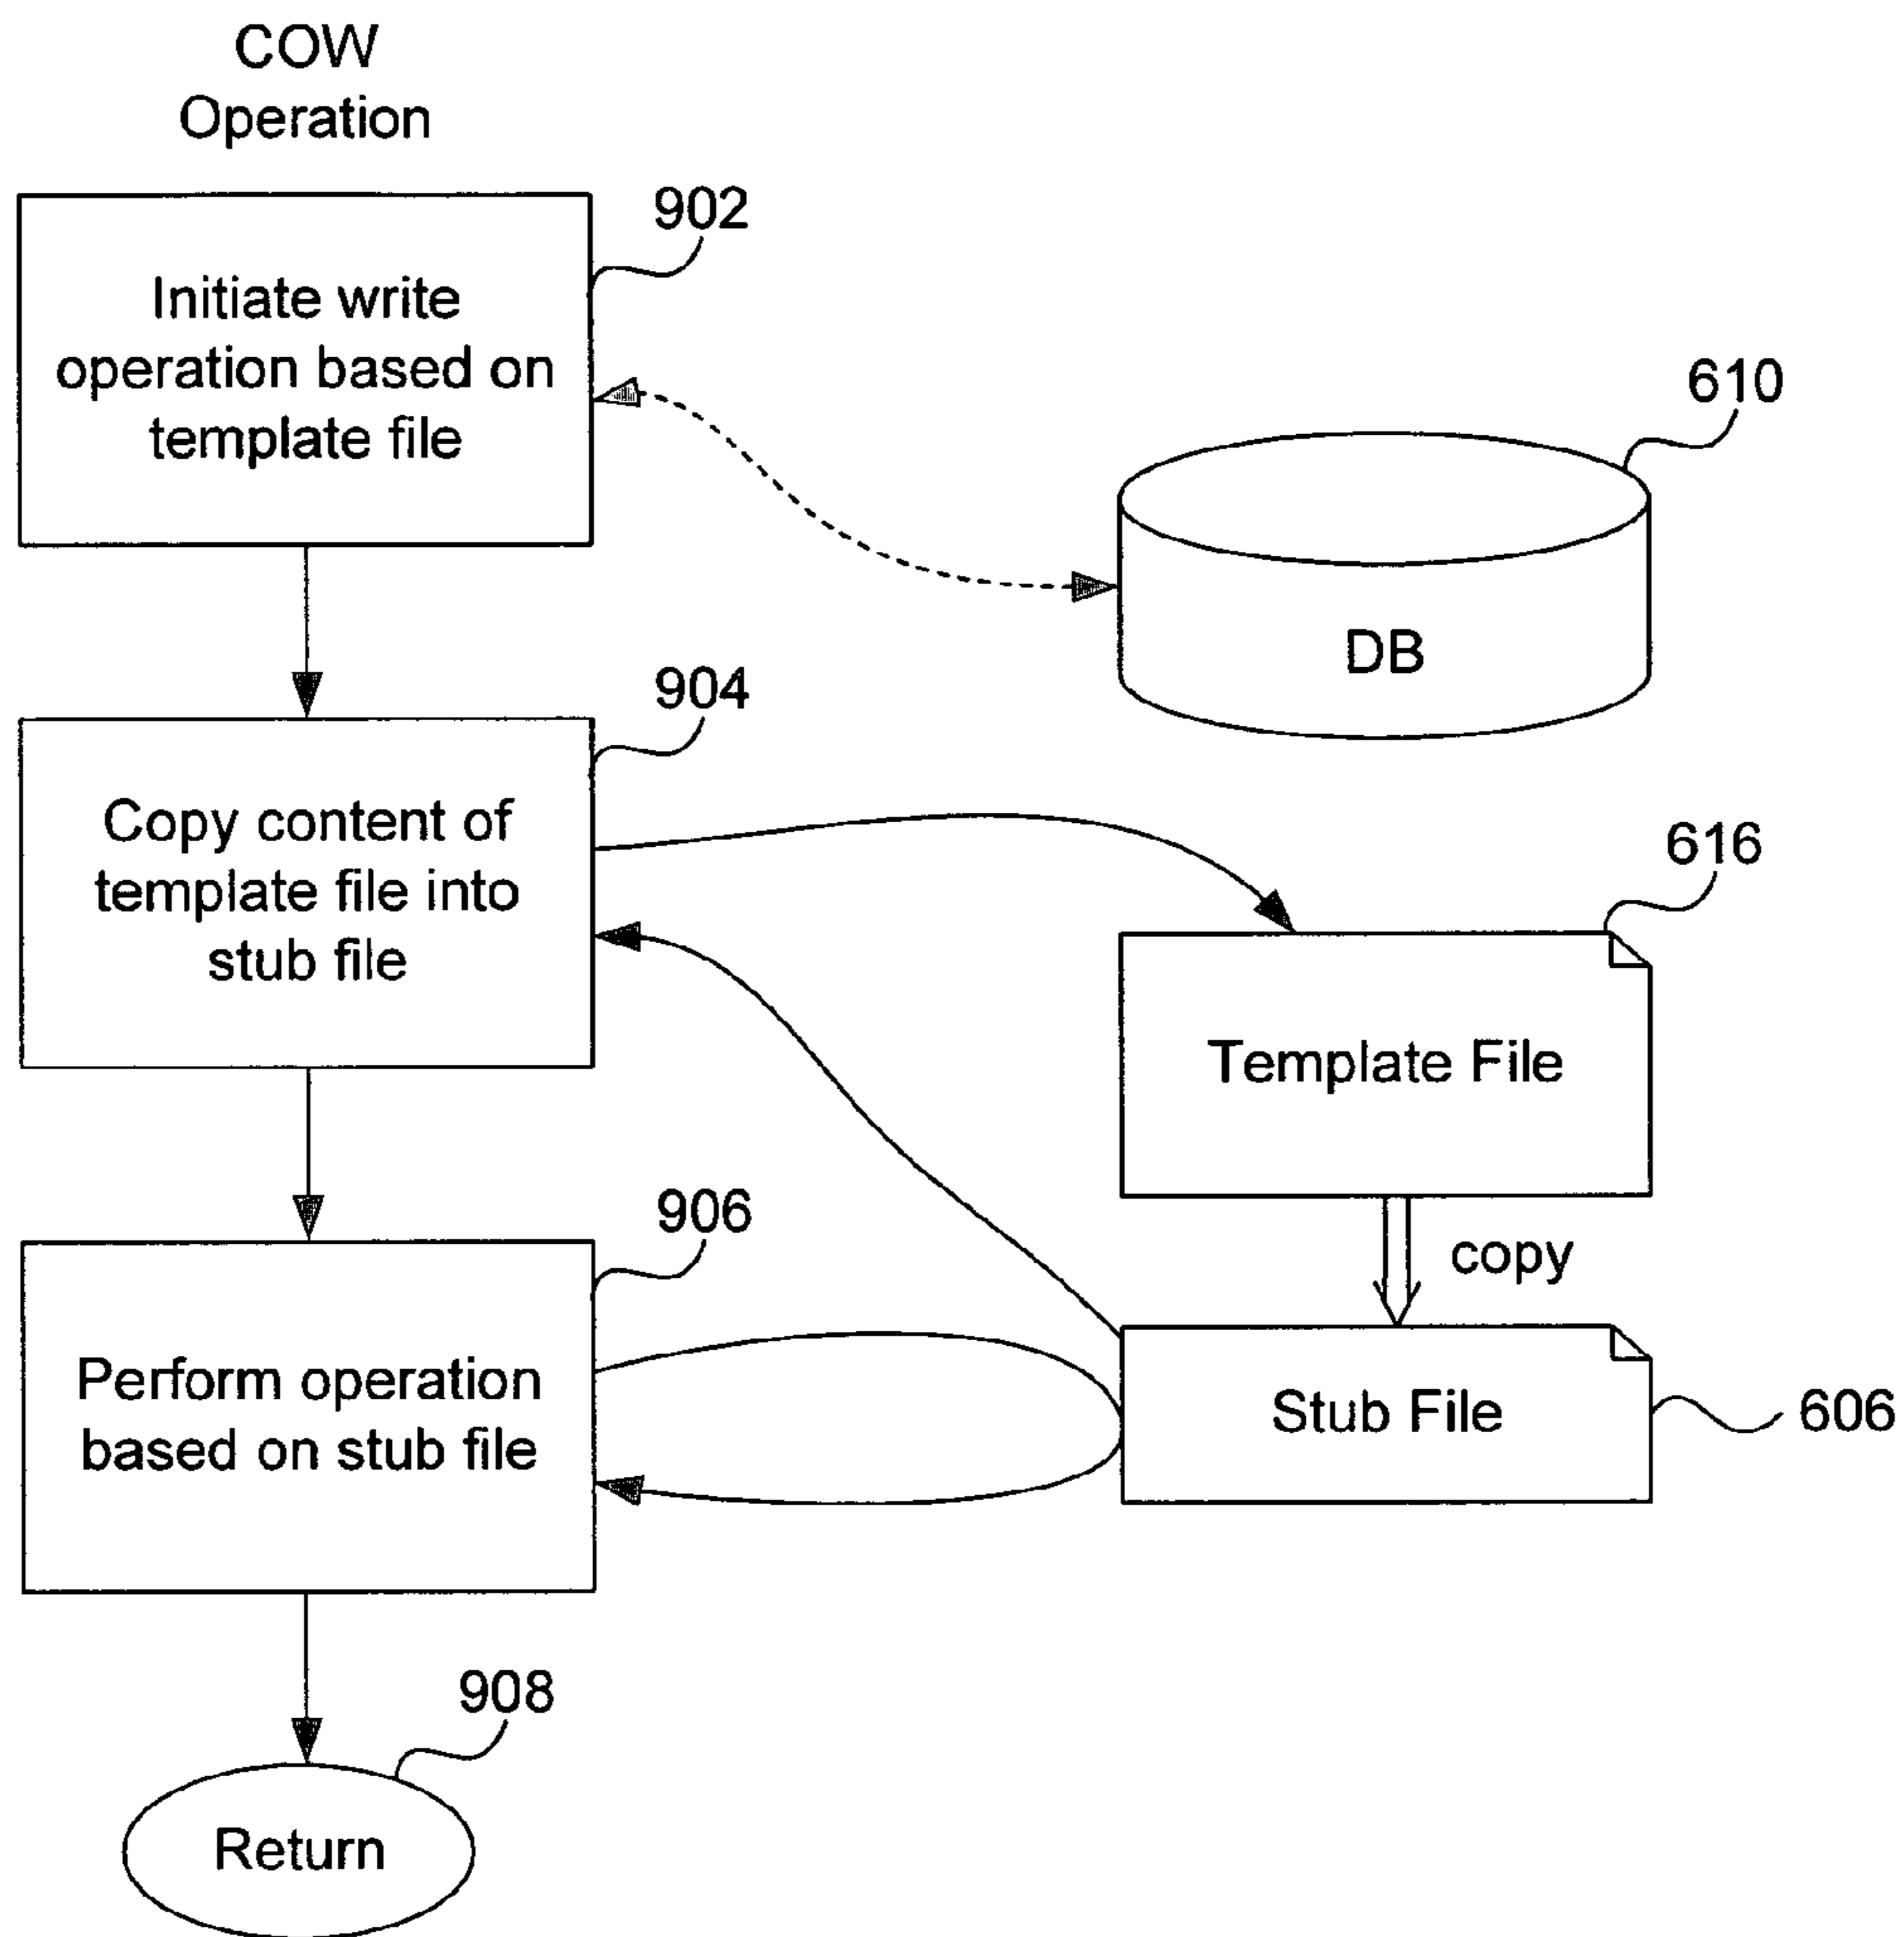 COW
Operation
902
Initiate write
operation based on
template file
610
DB
904
Copy content of
template file into
stub file
616
Template File
copy
906
Perform operation
based on stub file
Stub File
606
908
Return